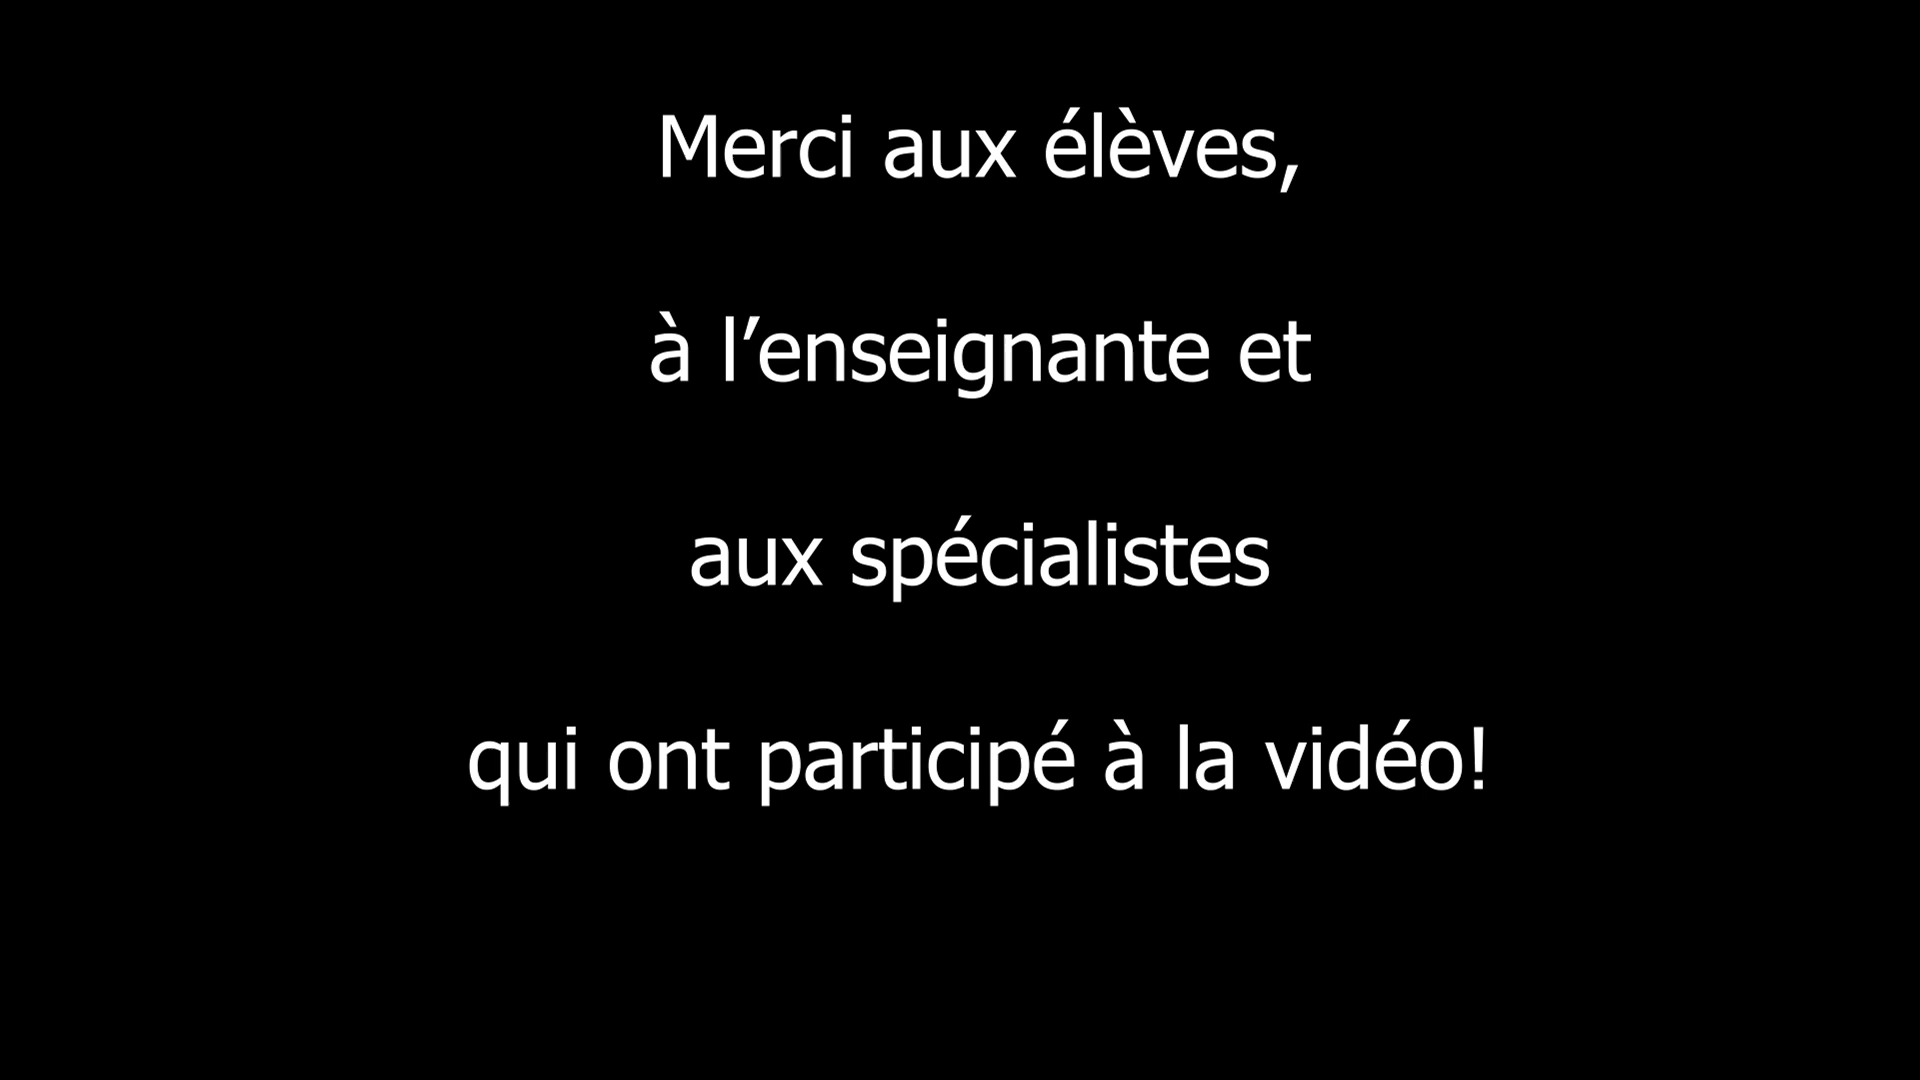 Merci aux élèves,
à l’enseignante et
aux spécialistes
qui ont participé à la vidéo!